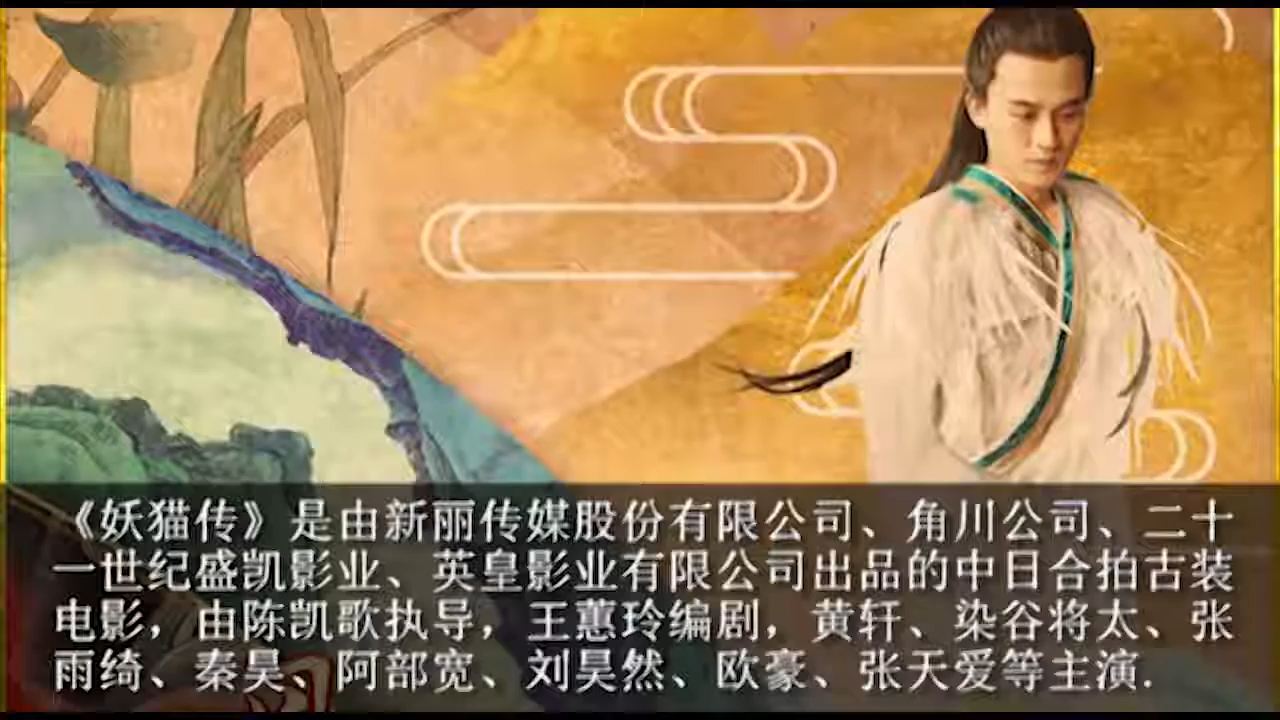 《妖猫传》是由新丽传媒股份有限公司、角川公司、二十
一世纪盛凯影业、英皇影业有限公司出品的中日合拍古装
电影，由陈凯歌执导，王蕙玲编剧，黄轩、染谷将太、张
雨绮、秦昊、阿部宽、刘昊然、欧豪、张天爱等主演.